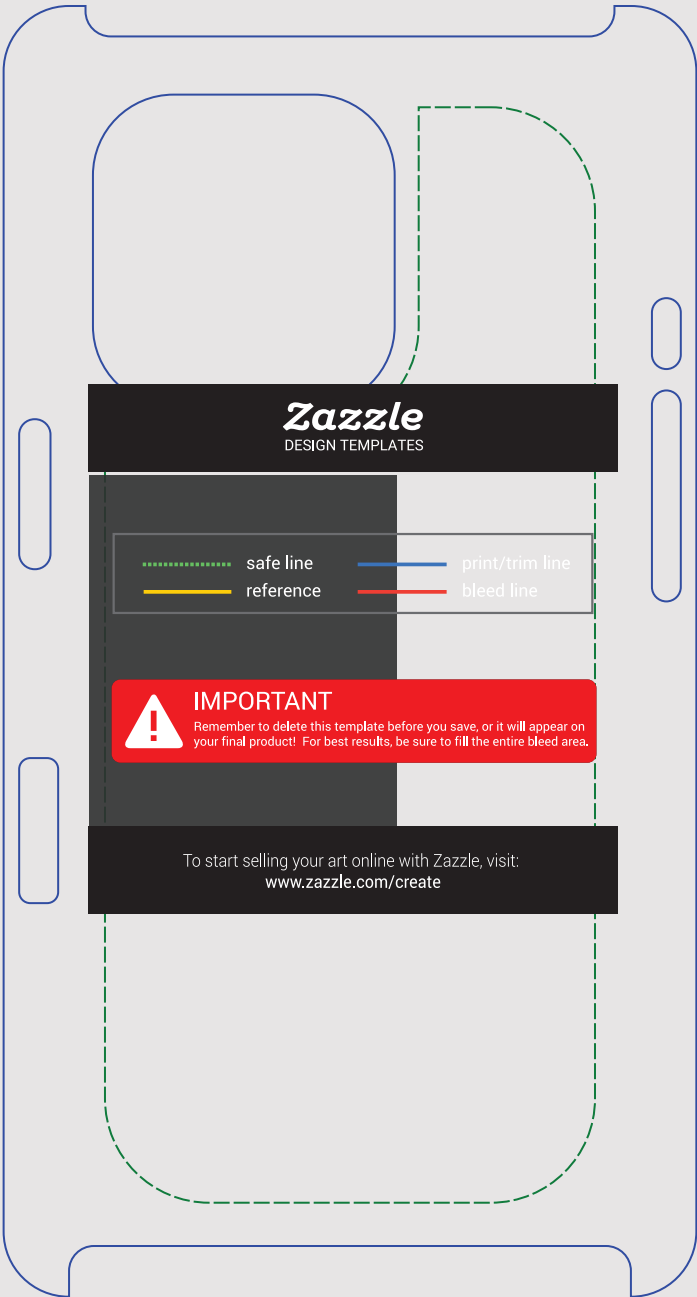 Zazzle
DESIGN TEMPLATES
safe line
print/trim line
reference
bleed line
IMPORTANT
Remember to delete this template before you save, or it will appear on
your final product! For best results, be sure to fill the entire bleed area.
To start selling your art online with Zazzle, visit:
www.zazzle.com/create